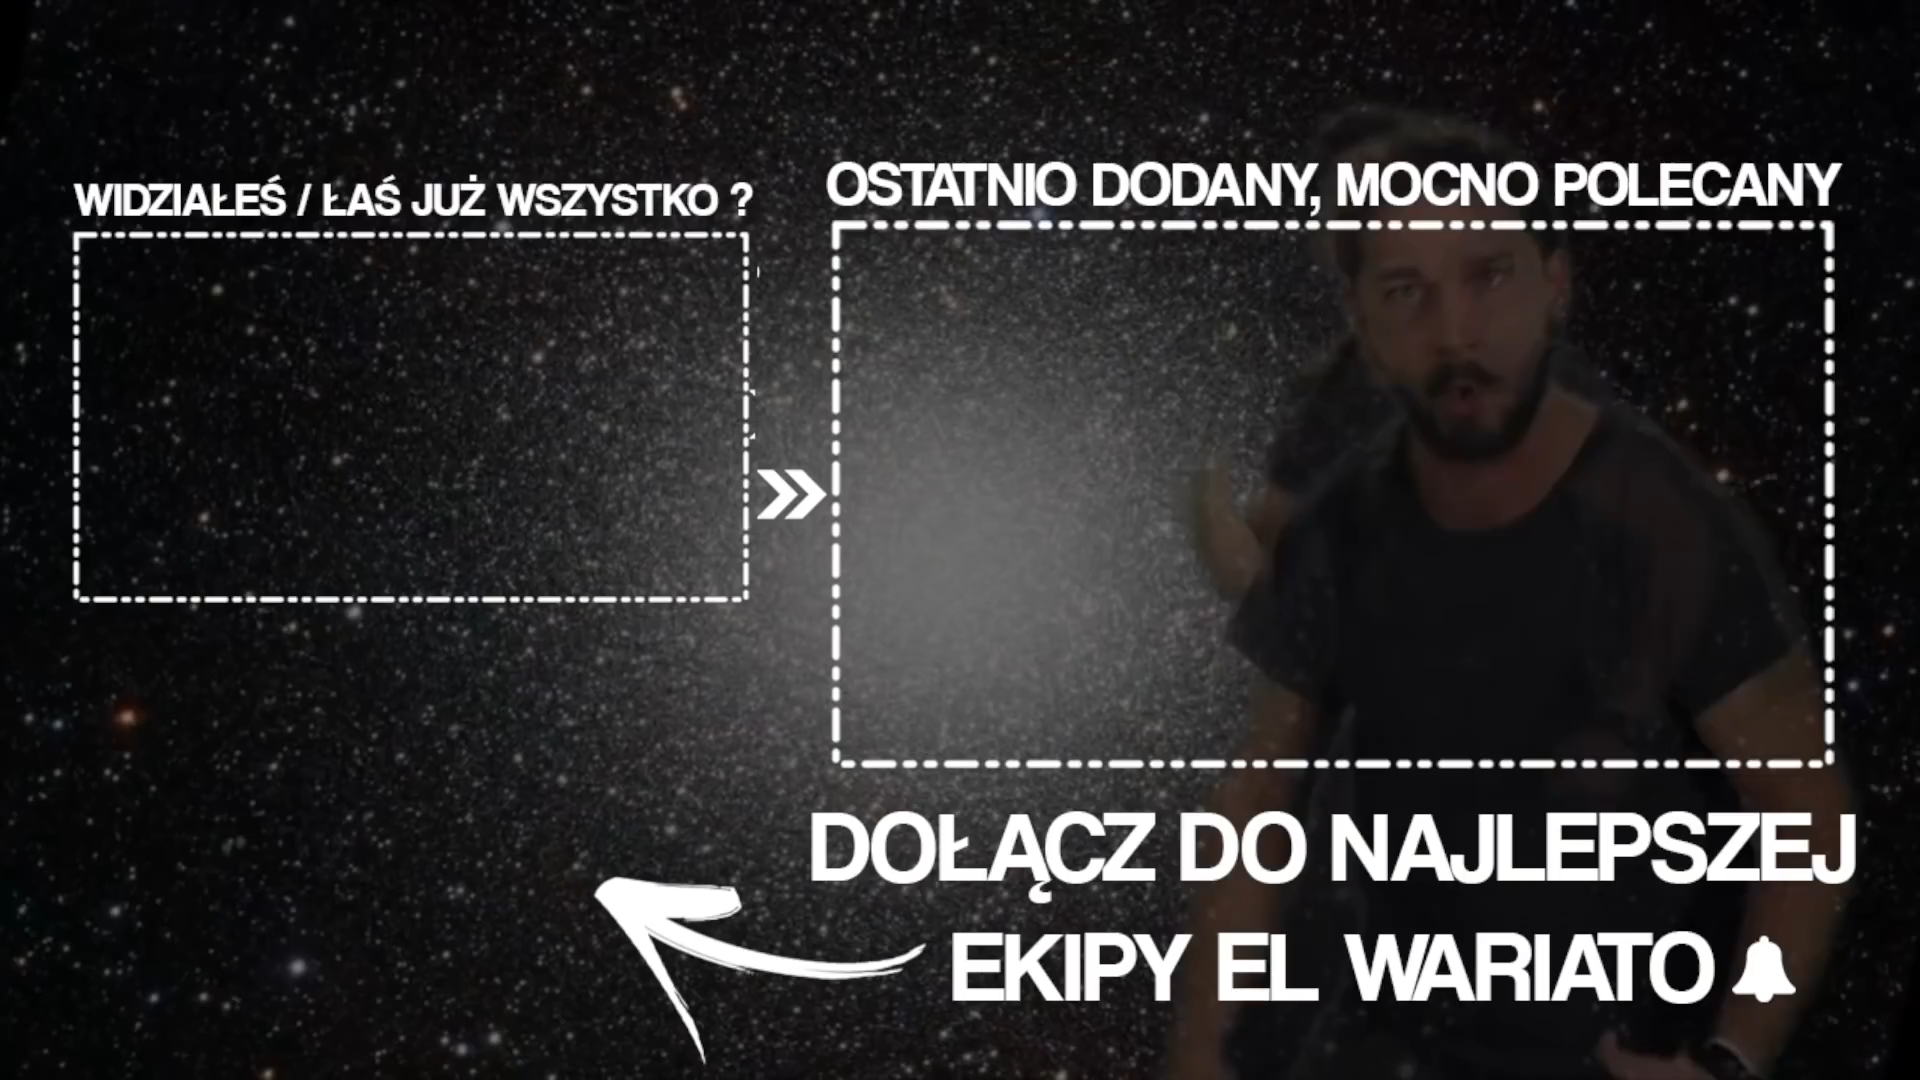 WIDZIAŁEŚ / ŁAŚ JUŻ WSZYSTKO ?
OSTATNIO DODANY, MOCNO POLECANY
DOŁĄCZ DO NAJLEPSZEJ
EKIPY EL WARIATO